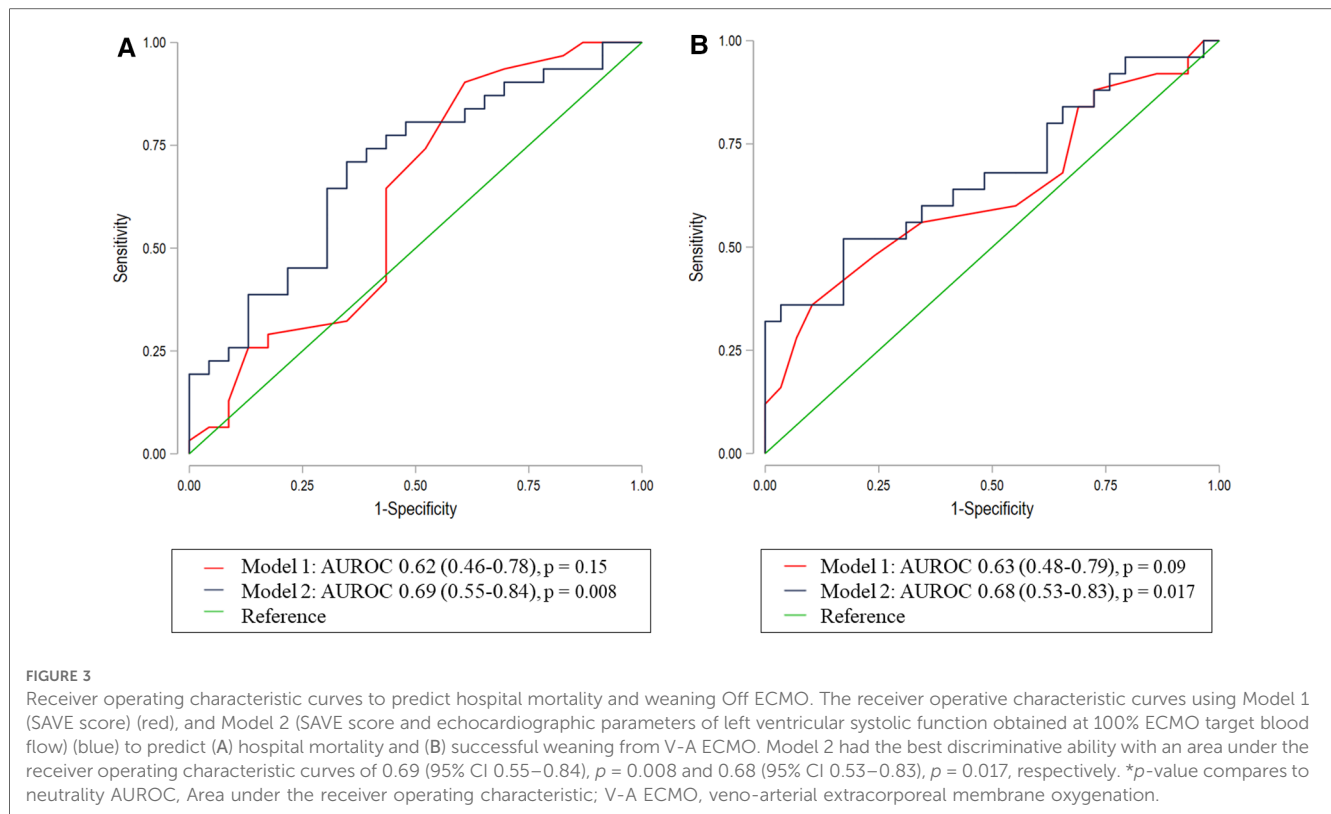 A
1.00
0.75
0.50
0.25
0.00
Sensitivity
0.00 0.25 0.50 0.75 1.00
1-Specificity
Model 1: AUROC 0.62 (0.46-0.78), p = 0.15
Model 2: AUROC 0.69 (0.55-0.84), p = 0.008
Reference
B
1.00
0.75
0.50
0.25
0.00
Sensitivity
0.00 0.25 0.50 0.75 1.00
1-Specificity
Model 1: AUROC 0.63 (0.48-0.79), p = 0.09
Model 2: AUROC 0.68 (0.53-0.83), p = 0.017
Reference
FIGURE 3
Receiver operating characteristic curves to predict hospital mortality and weaning Off ECMO. The receiver operative characteristic curves using Model 1
(SAVE score) (red), and Model 2 (SAVE score and echocardiographic parameters of left ventricular systolic function obtained at 100% ECMO target blood
flow) (blue) to predict (A) hospital mortality and (B) successful weaning from V-A ECMO. Model 2 had the best discriminative ability with an area under the
receiver operating characteristic curves of 0.69 (95% CI 0.55–0.84), p = 0.008 and 0.68 (95% CI 0.53–0.83), p = 0.017, respectively. *p-value compares to
neutrality AUROC, Area under the receiver operating characteristic; V-A ECMO, veno-arterial extracorporeal membrane oxygenation.